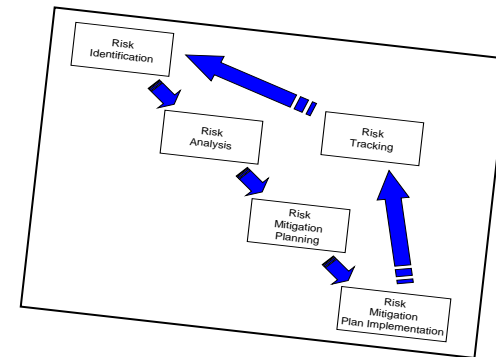 Risk
Identification
Risk
Analysis
Risk
Tracking
Risk
Mitigation
Planning
Risk
Mitigation
Plan Implementation